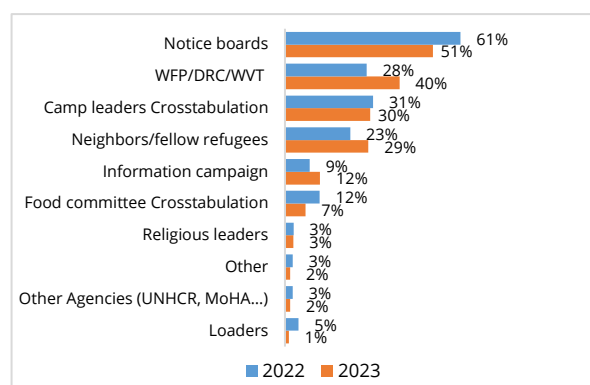 Notice boards 61%
51%
WFP/DRC/WVT 28%
40%
Camp leaders Crosstabulation 31%
30%
Neighbors/fellow refugees 23%
29%
Information campaign 9%
12%
Food committee Crosstabulation 12%
7%
Religious leaders 3%
3%
Other 3%
2%
Other Agencies (UNHCR, MoHA...) 3%
2%
Loaders 5%
1%
2022 2023